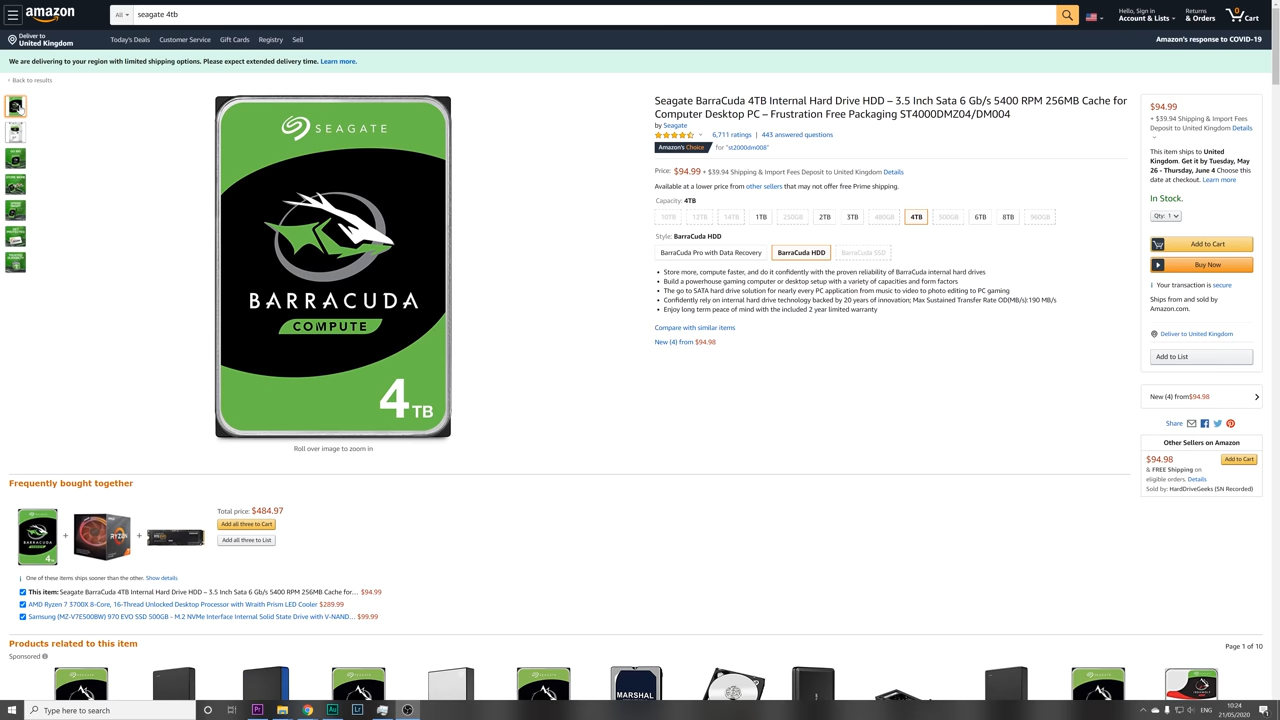 amazon
All
seagate 4tb
Hello, Sign in
Account & Lists
Returns
& Orders
0
Cart
Deliver to
United Kingdom
Today's Deals
Customer Service
Gift Cards
Registry
Sell
Amazon's response to COVID-19
We are delivering to your region with limited shipping options. Please expect extended delivery time. Learn more.
‹ Back to results
SEAGATE
BARRACUDA
COMPUTE
4TB
Roll over image to zoom in
Seagate BarraCuda 4TB Internal Hard Drive HDD – 3.5 Inch Sata 6 Gb/s 5400 RPM 256MB Cache for
Computer Desktop PC – Frustration Free Packaging ST4000DMZ04/DM004
by Seagate
6,711 ratings | 443 answered questions
Amazon's Choice for "st2000dm008"
Price: $94.99 + $39.94 Shipping & Import Fees Deposit to United Kingdom Details
Available at a lower price from other sellers that may not offer free Prime shipping.
Capacity: 4TB
10TB 12TB 14TB 1TB 250GB 2TB 3TB 480GB 4TB 500GB 6TB 8TB 960GB
Style: BarraCuda HDD
BarraCuda Pro with Data Recovery BarraCuda HDD BarraCuda SSD
• Store more, compute faster, and do it confidently with the proven reliability of BarraCuda internal hard drives
• Build a powerhouse gaming computer or desktop setup with a variety of capacities and form factors
• The go to SATA hard drive solution for nearly every PC application from music to video to photo editing to PC gaming
• Confidently rely on internal hard drive technology backed by 20 years of innovation; Max Sustained Transfer Rate OD(MB/s):190 MB/s
• Enjoy long term peace of mind with the included 2 year limited warranty
Compare with similar items
New (4) from $94.98
$94.99
+ $39.94 Shipping & Import Fees
Deposit to United Kingdom Details
This item ships to United
Kingdom. Get it by Tuesday, May
26 - Thursday, June 4 Choose this
date at checkout. Learn more
In Stock.
Qty: 1
Add to Cart
Buy Now
Your transaction is secure
Ships from and sold by
Amazon.com.
Deliver to United Kingdom
Add to List
New (4) from$94.98
Share
Other Sellers on Amazon
$94.98
Add to Cart
& FREE Shipping on
eligible orders. Details
Sold by: HardDriveGeeks (SN Recorded)
Frequently bought together
BARRACUDA
RYZEN
+
+
Total price: $484.97
Add all three to Cart
Add all three to List
One of these items ships sooner than the other. Show details
This item: Seagate BarraCuda 4TB Internal Hard Drive HDD – 3.5 Inch Sata 6 Gb/s 5400 RPM 256MB Cache for… $94.99
AMD Ryzen 7 3700X 8-Core, 16-Thread Unlocked Desktop Processor with Wraith Prism LED Cooler $289.99
Samsung (MZ-V7E500BW) 970 EVO SSD 500GB - M.2 NVMe Interface Internal Solid State Drive with V-NAND… $99.99
Products related to this item
Page 1 of 10
Sponsored
MARSHAL
Type here to search
Pr
Au
Lr
ENG
10:24
21/05/2020